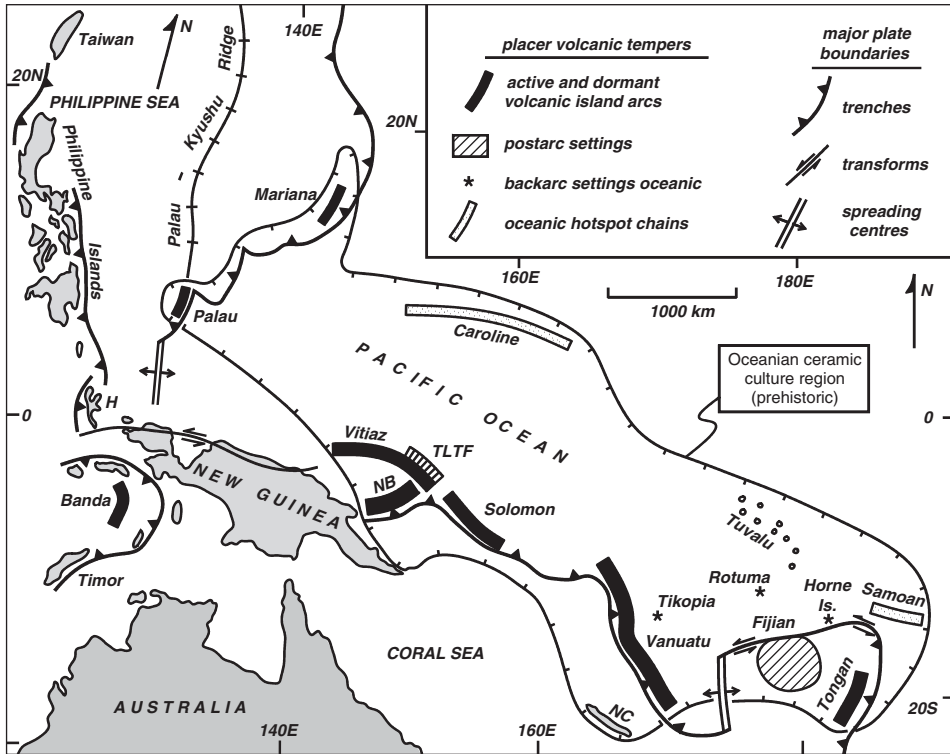 Taiwan
N
140E
20N
PHILIPPINE SEA
Ridge
Kyushu
Palau
Philippine
Islands
Mariana
20N
Palau
placer volcanic tempers
active and dormant
volcanic island arcs
postarc settings
* backarc settings oceanic
oceanic hotspot chains
major plate
boundaries
trenches
transforms
spreading
centres
160E
180E
1000 km
N
Caroline
PACIFIC OCEAN
Oceanian ceramic
culture region
(prehistoric)
0
H
0
Vitiaz
TLTF
NB
NEW GUINEA
Solomon
Banda
Timor
Tuvalu
Rotuma
*
Horne
Is.
*
Samoan
Tikopia
*
Fijian
Vanuatu
Tongan
CORAL SEA
AUSTRALIA
NC
140E
160E
20S